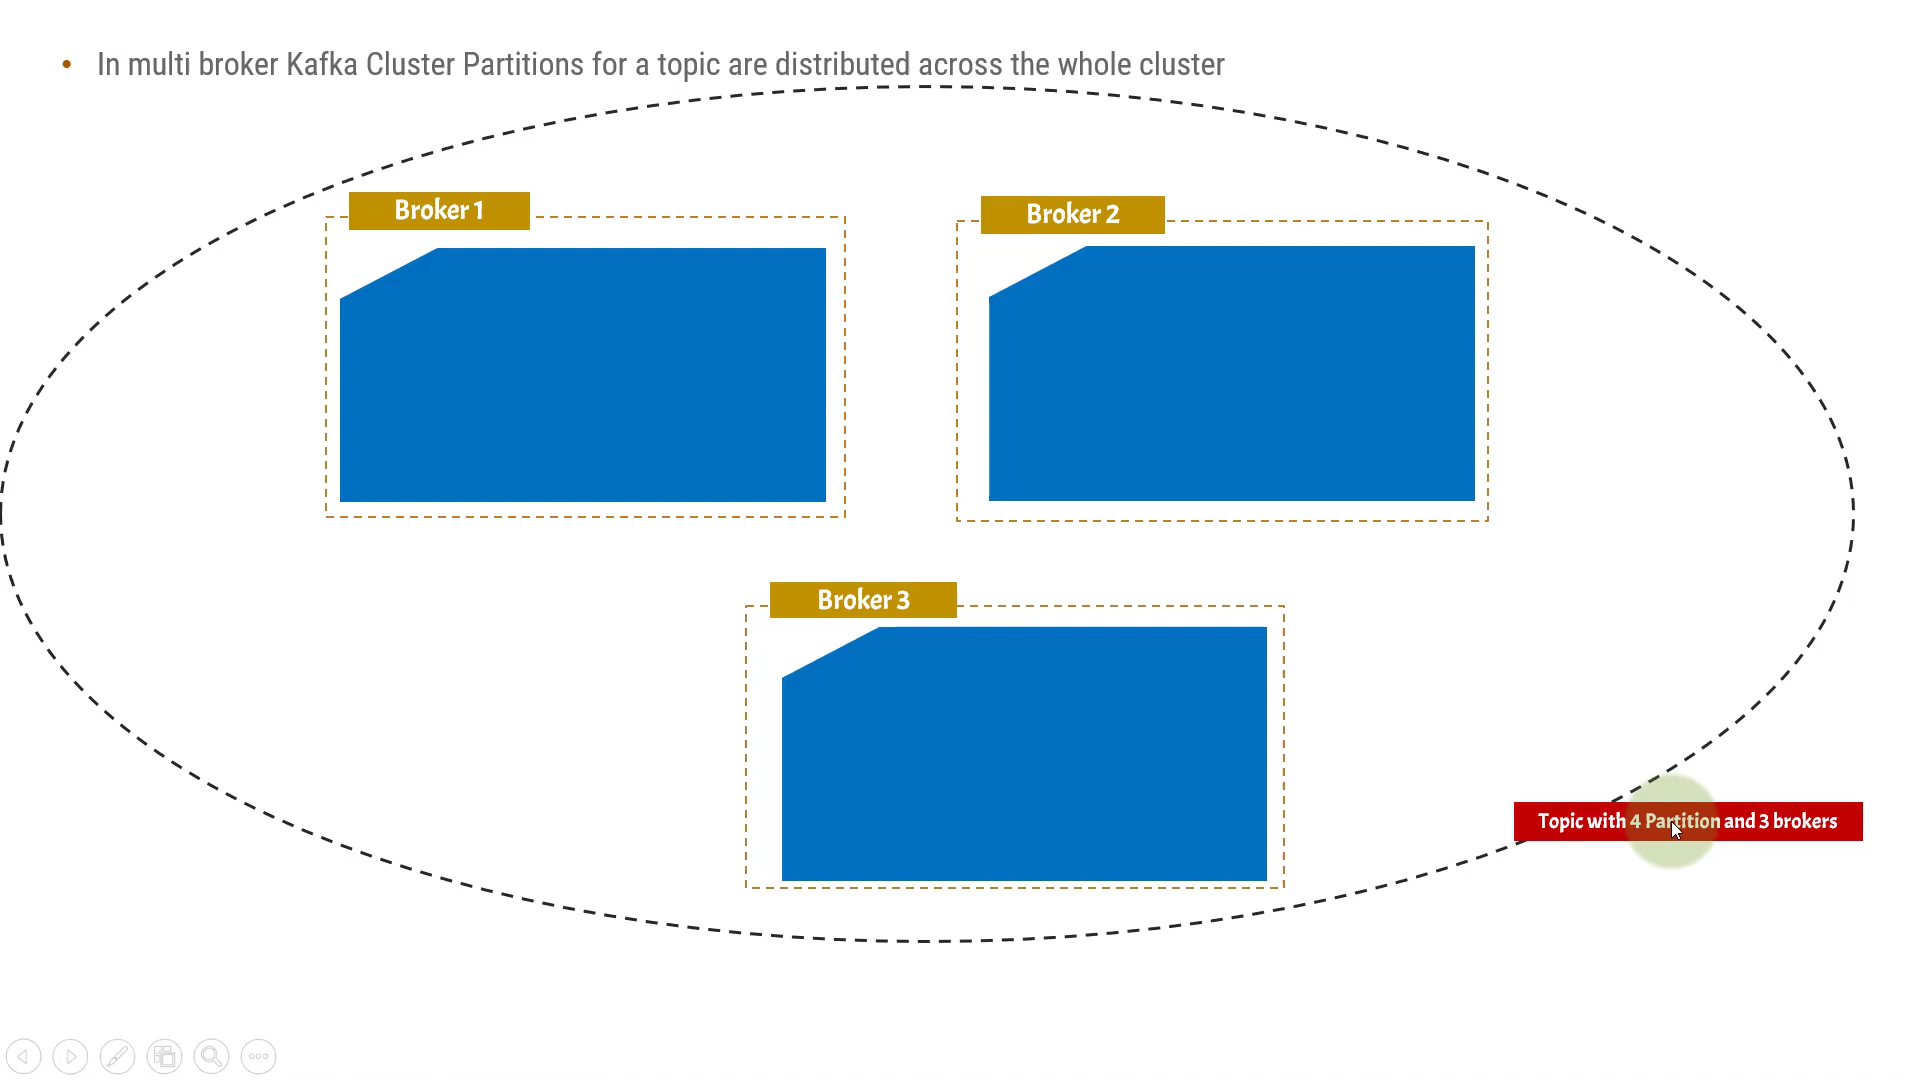 • In multi broker Kafka Cluster Partitions for a topic are distributed across the whole cluster
Broker 1
Broker 2
Broker 3
Topic with 4 Partition and 3 brokers